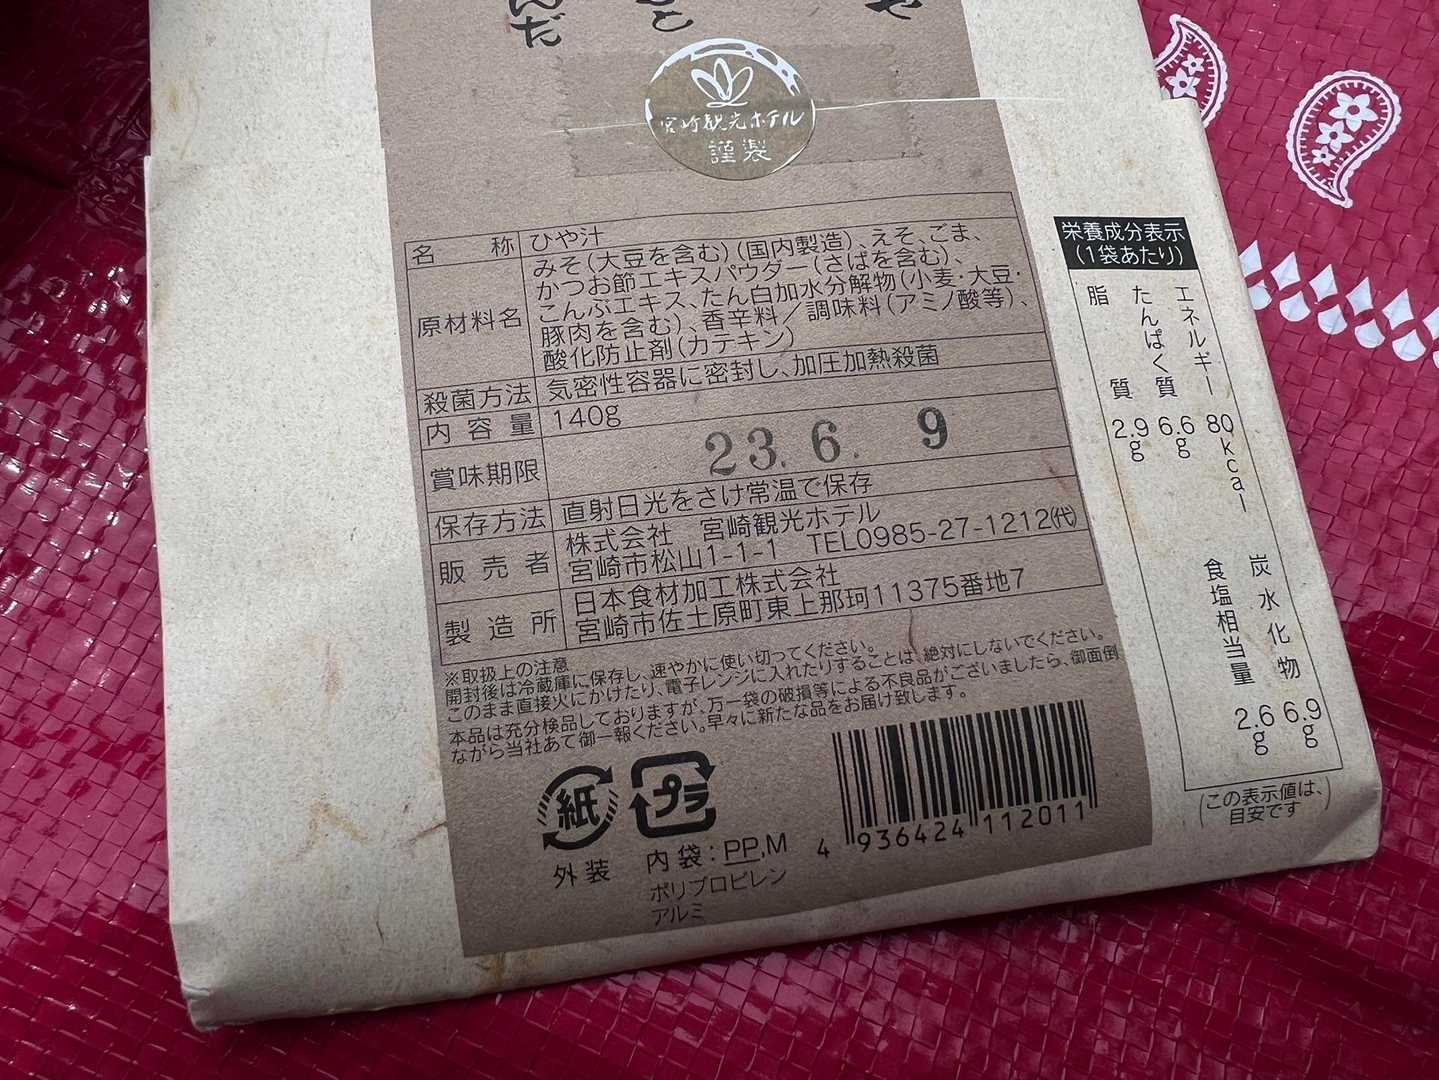 んだ
宮崎観光ホテル
謹製
名称 ひや汁
原材料名 みそ(大豆を含む)(国内製造)、えそ、ごま、
かつお節エキスパウダー(さばを含む)、
こんぶエキス、たん白加水分解物(小麦・大豆・
豚肉を含む)、香辛料／調味料(アミノ酸等)、
酸化防止剤(カテキン)
殺菌方法 気密性容器に密封し、加圧加熱殺菌
内容量 140g
賞味期限 23.6.9
保存方法 直射日光をさけ常温で保存
販売者 株式会社 宮崎観光ホテル
宮崎市松山1-1-1 TEL0985-27-1212㈹
製造所 日本食材加工株式会社
宮崎市佐土原町東上那珂11375番地7
※取扱上の注意
開封後は冷蔵庫に保存し、速やかに使い切ってください。
このまま直接火にかけたり、電子レンジに入れたりすることは、絶対にしないでください。
本品は充分検品しておりますが、万一袋の破損等による不良品がございましたら、御面倒
ながら当社あて御一報ください。早々に新たな品をお届け致します。
紙
外装
プラ
内袋：PP,M
ポリプロピレン
アルミ
4 936424 112011
栄養成分表示
(1袋あたり)
エネルギー 80kcal
たんぱく質 6.6g
脂質 2.9g
炭水化物 6.9g
食塩相当量 2.6g
(この表示値は、
目安です)